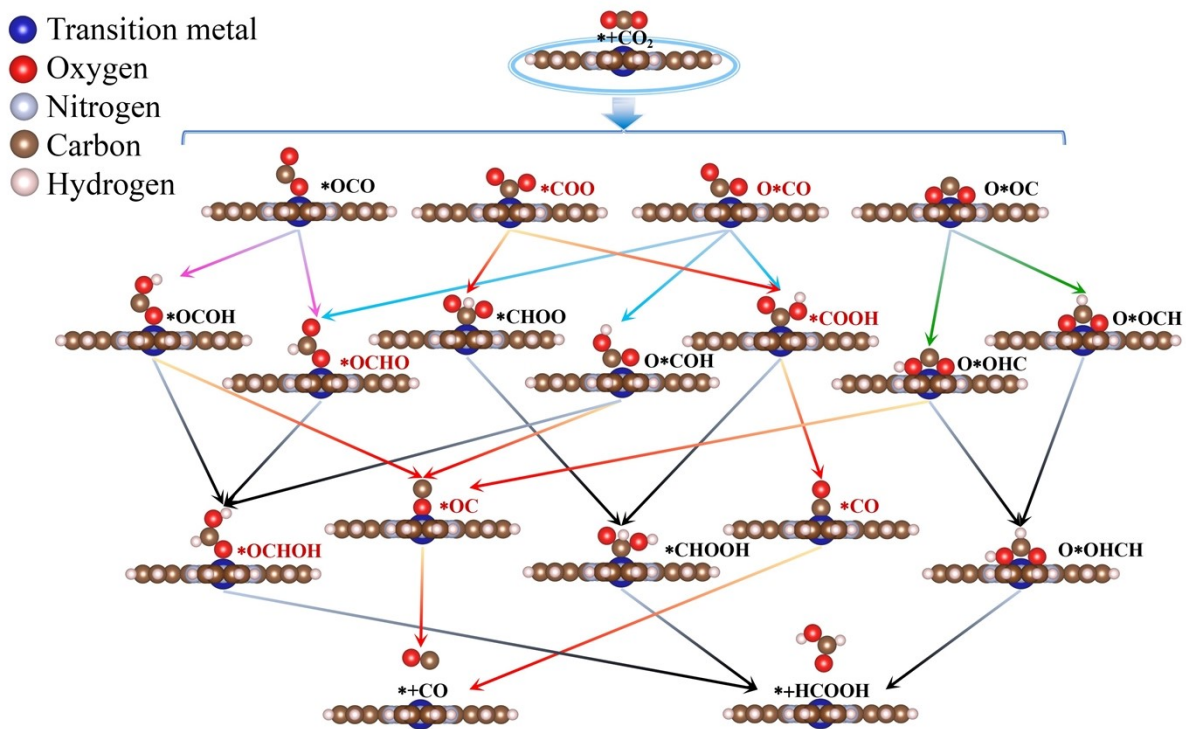 Transition metal
Oxygen
Nitrogen
Carbon
Hydrogen
*+CO₂
*OCO
*COO
O*CO
O*OC
*OCOH
*CHOO
*COOH
O*OCH
*OCHO
O*COH
O*OHC
*OC
*CO
*OCHOH
*CHOOH
O*OHCH
*+CO
*+HCOOH